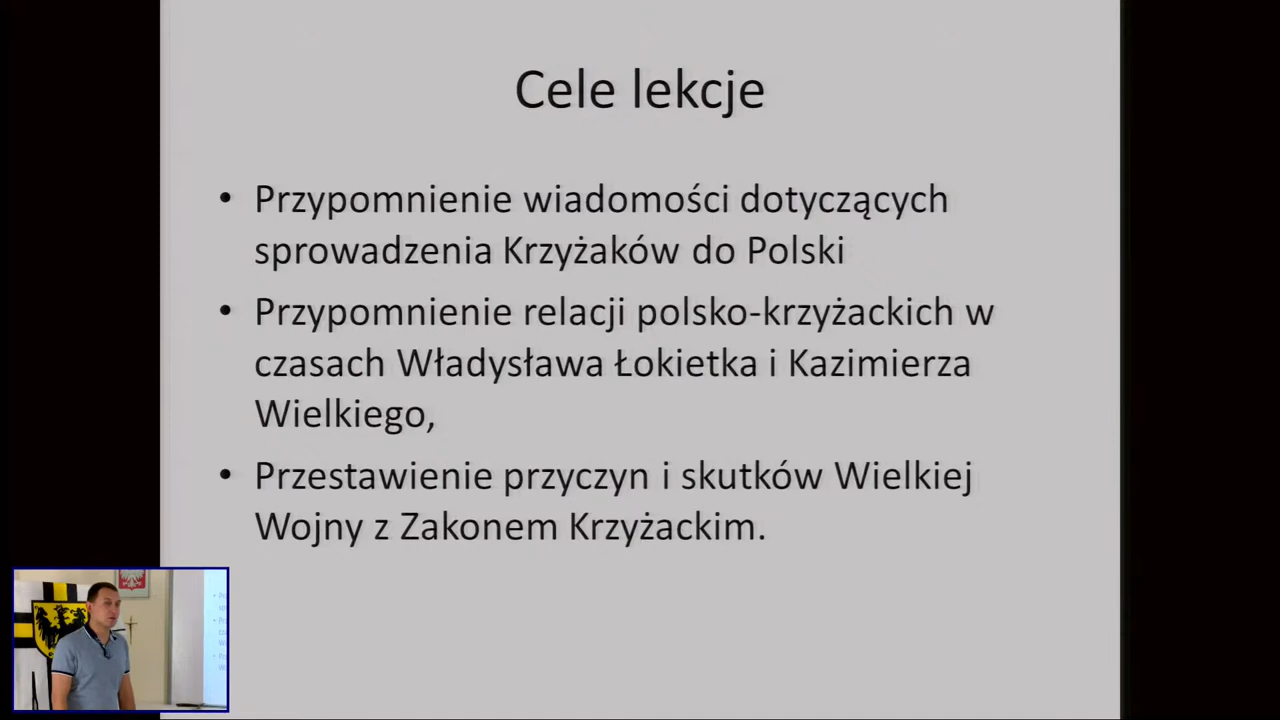 Cele lekcje
• Przypomnienie wiadomości dotyczących
sprowadzenia Krzyżaków do Polski
• Przypomnienie relacji polsko-krzyżackich w
czasach Władysława Łokietka i Kazimierza
Wielkiego,
• Przestawienie przyczyn i skutków Wielkiej
Wojny z Zakonem Krzyżackim.